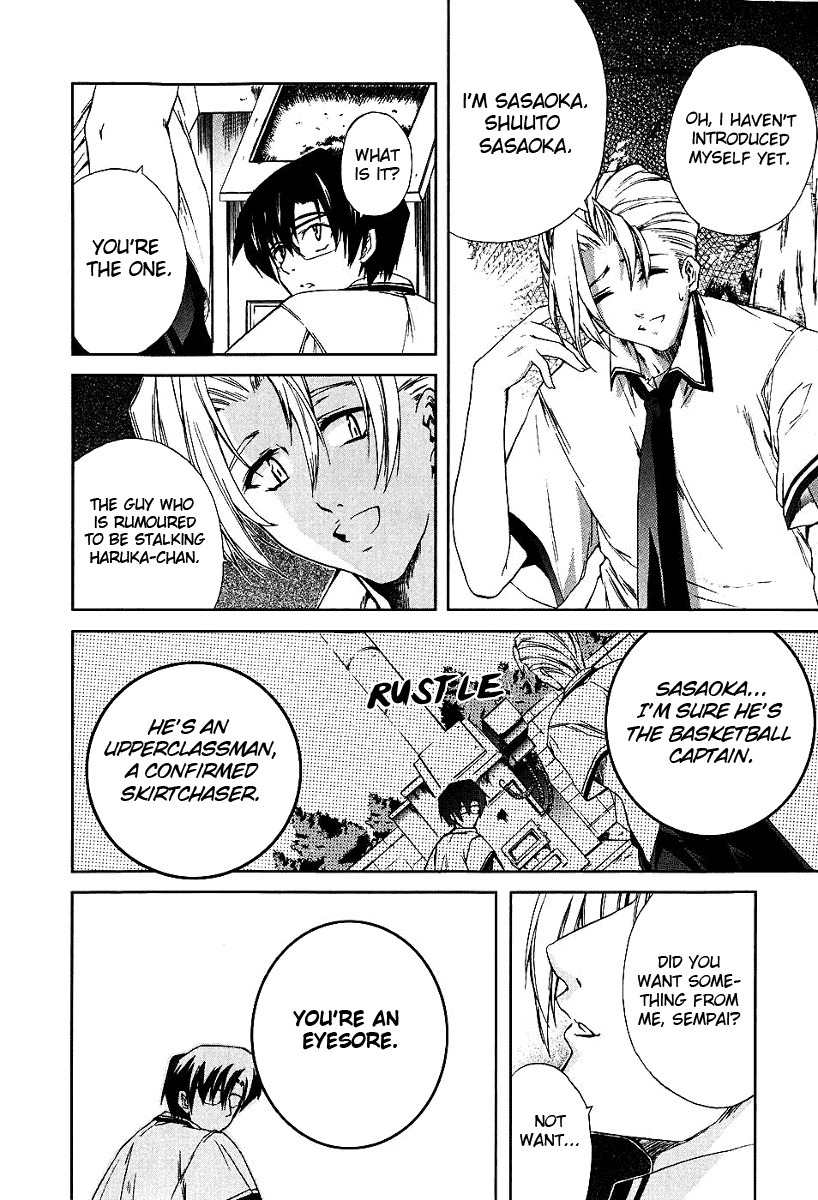 OH, I HAVEN'T
INTRODUCED
MYSELF YET.
I'M SASAOKA.
SHUUTO
SASAOKA.
WHAT
IS IT?
YOU'RE
THE ONE.
THE GUY WHO
IS RUMOURED
TO BE STALKING
HARUKA-CHAN.
SASAOKA...
I'M SURE HE'S
THE BASKETBALL
CAPTAIN.
RUSTLE
HE'S AN
UPPERCLASSMAN,
A CONFIRMED
SKIRTCHASER.
DID YOU
WANT SOME-
THING FROM
ME, SEMPAI?
NOT
WANT...
YOU'RE AN
EYESORE.